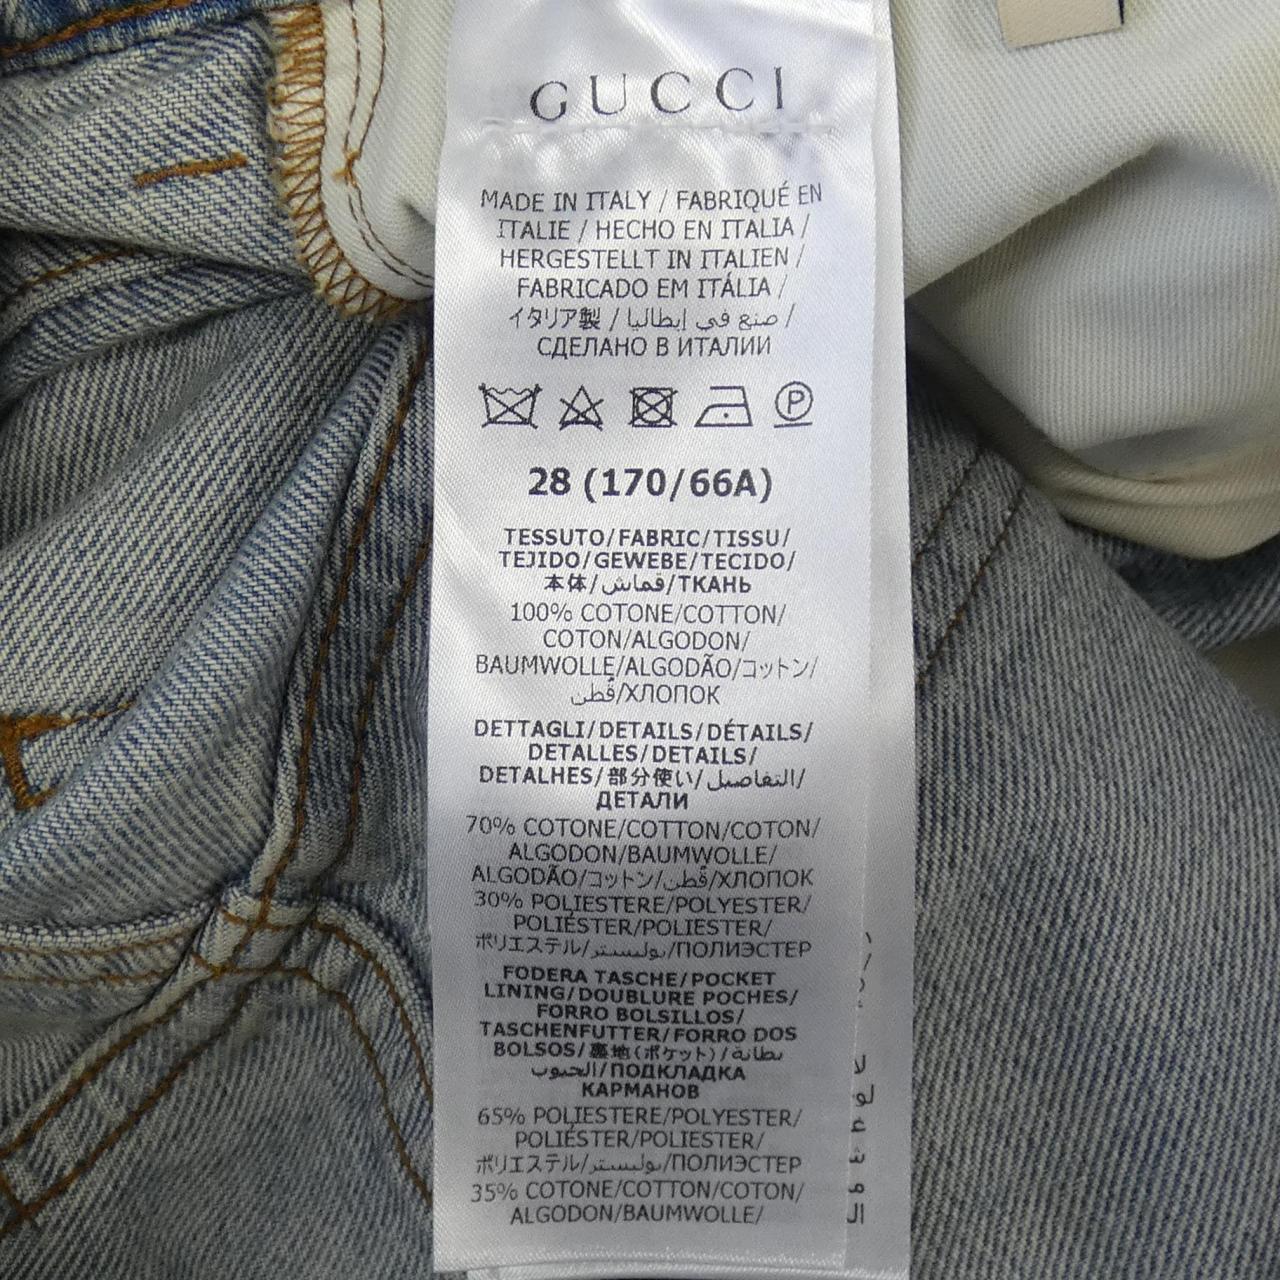 GUCCI
MADE IN ITALY / FABRIQUÉ EN
ITALIE / HECHO EN ITALIA /
HERGESTELLT IN ITALIEN /
FABRICADO EM ITÁLIA /
イタリア製 / صنع في إيطاليا /
СДЕЛАНО В ИТАЛИИ
P
28 (170/66A)
TESSUTO/FABRIC/TISSU/
TEJIDO/GEWEBE/TECIDO/
本体/قماش/ТКАНЬ
100% COTONE/COTTON/
COTON/ALGODON/
BAUMWOLLE/ALGODÃO/コットン/
قُطن/ХЛОПОК
DETTAGLI/DETAILS/DÉTAILS/
DETALLES/DETAILS/
DETALHES/部分使い/التفاصيل/
ДЕТАЛИ
70% COTONE/COTTON/COTON/
ALGODON/BAUMWOLLE/
ALGODÃO/コットン/قُطن/ХЛОПОК
30% POLIESTERE/POLYESTER/
POLIÉSTER/POLIESTER/
ポリエステル/بوليستر/ПОЛИЭСТЕР
FODERA TASCHE/POCKET
LINING/DOUBLURE POCHES/
FORRO BOLSILLOS/
TASCHENFUTTER/FORRO DOS
BOLSOS/裏地(ポケット)/بطانة
الجيوب/ПОДКЛАДКА
КАРМАНОВ
65% POLIESTERE/POLYESTER/
POLIÉSTER/POLIESTER/
ポリエステル/بوليستر/ПОЛИЭСТЕР
35% COTONE/COTTON/COTON/
ALGODON/BAUMWOLLE/